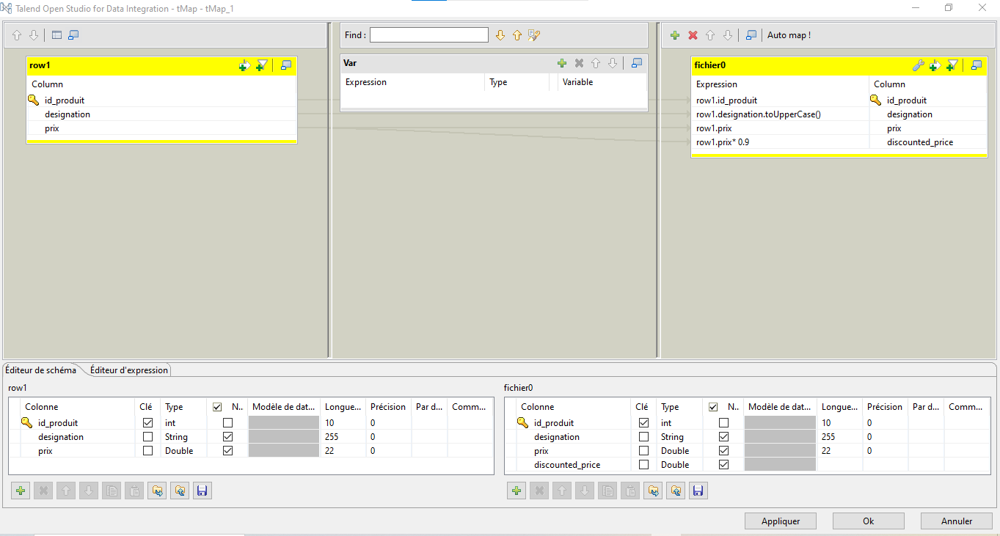 Talend Open Studio for Data Integration - tMap - tMap_1
Find :
Auto map !
row1
Column
id_produit
designation
prix
Var
Expression Type Variable
fichier0
Expression Column
row1.id_produit id_produit
row1.designation.toUpperCase() designation
row1.prix prix
row1.prix* 0.9 discounted_price
Éditeur de schéma Éditeur d'expression
row1
Colonne Clé Type N.. Modèle de dat... Longue... Précision Par d... Comm...
id_produit int 10 0
designation String 255 0
prix Double 22 0
fichier0
Colonne Clé Type N.. Modèle de dat... Longue... Précision Par d... Comm...
id_produit int 10 0
designation String 255 0
prix Double 22 0
discounted_price Double
Appliquer Ok Annuler